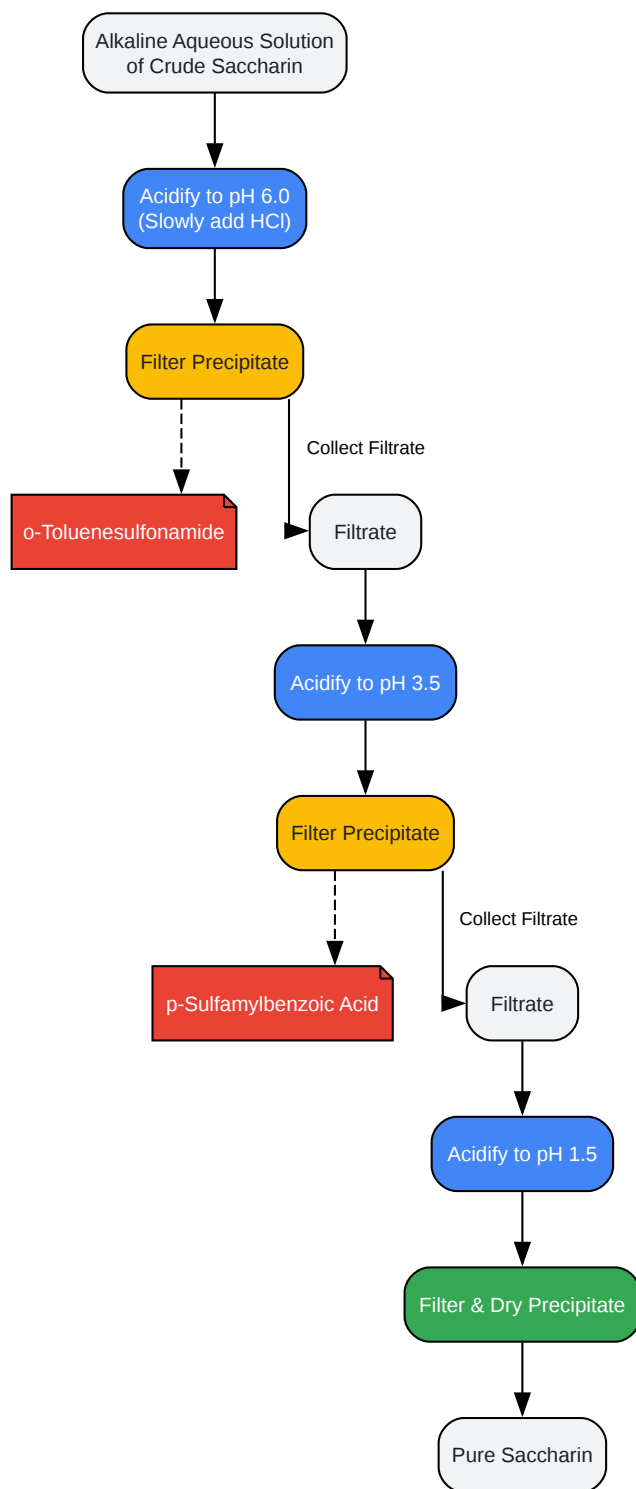 Alkaline Aqueous Solution
of Crude Saccharin
Acidify to pH 6.0
(Slowly add HCl)
Filter Precipitate
Collect Filtrate
o-Toluenesulfonamide
Filtrate
Acidify to pH 3.5
Filter Precipitate
Collect Filtrate
p-Sulfamylbenzoic Acid
Filtrate
Acidify to pH 1.5
Filter & Dry Precipitate
Pure Saccharin